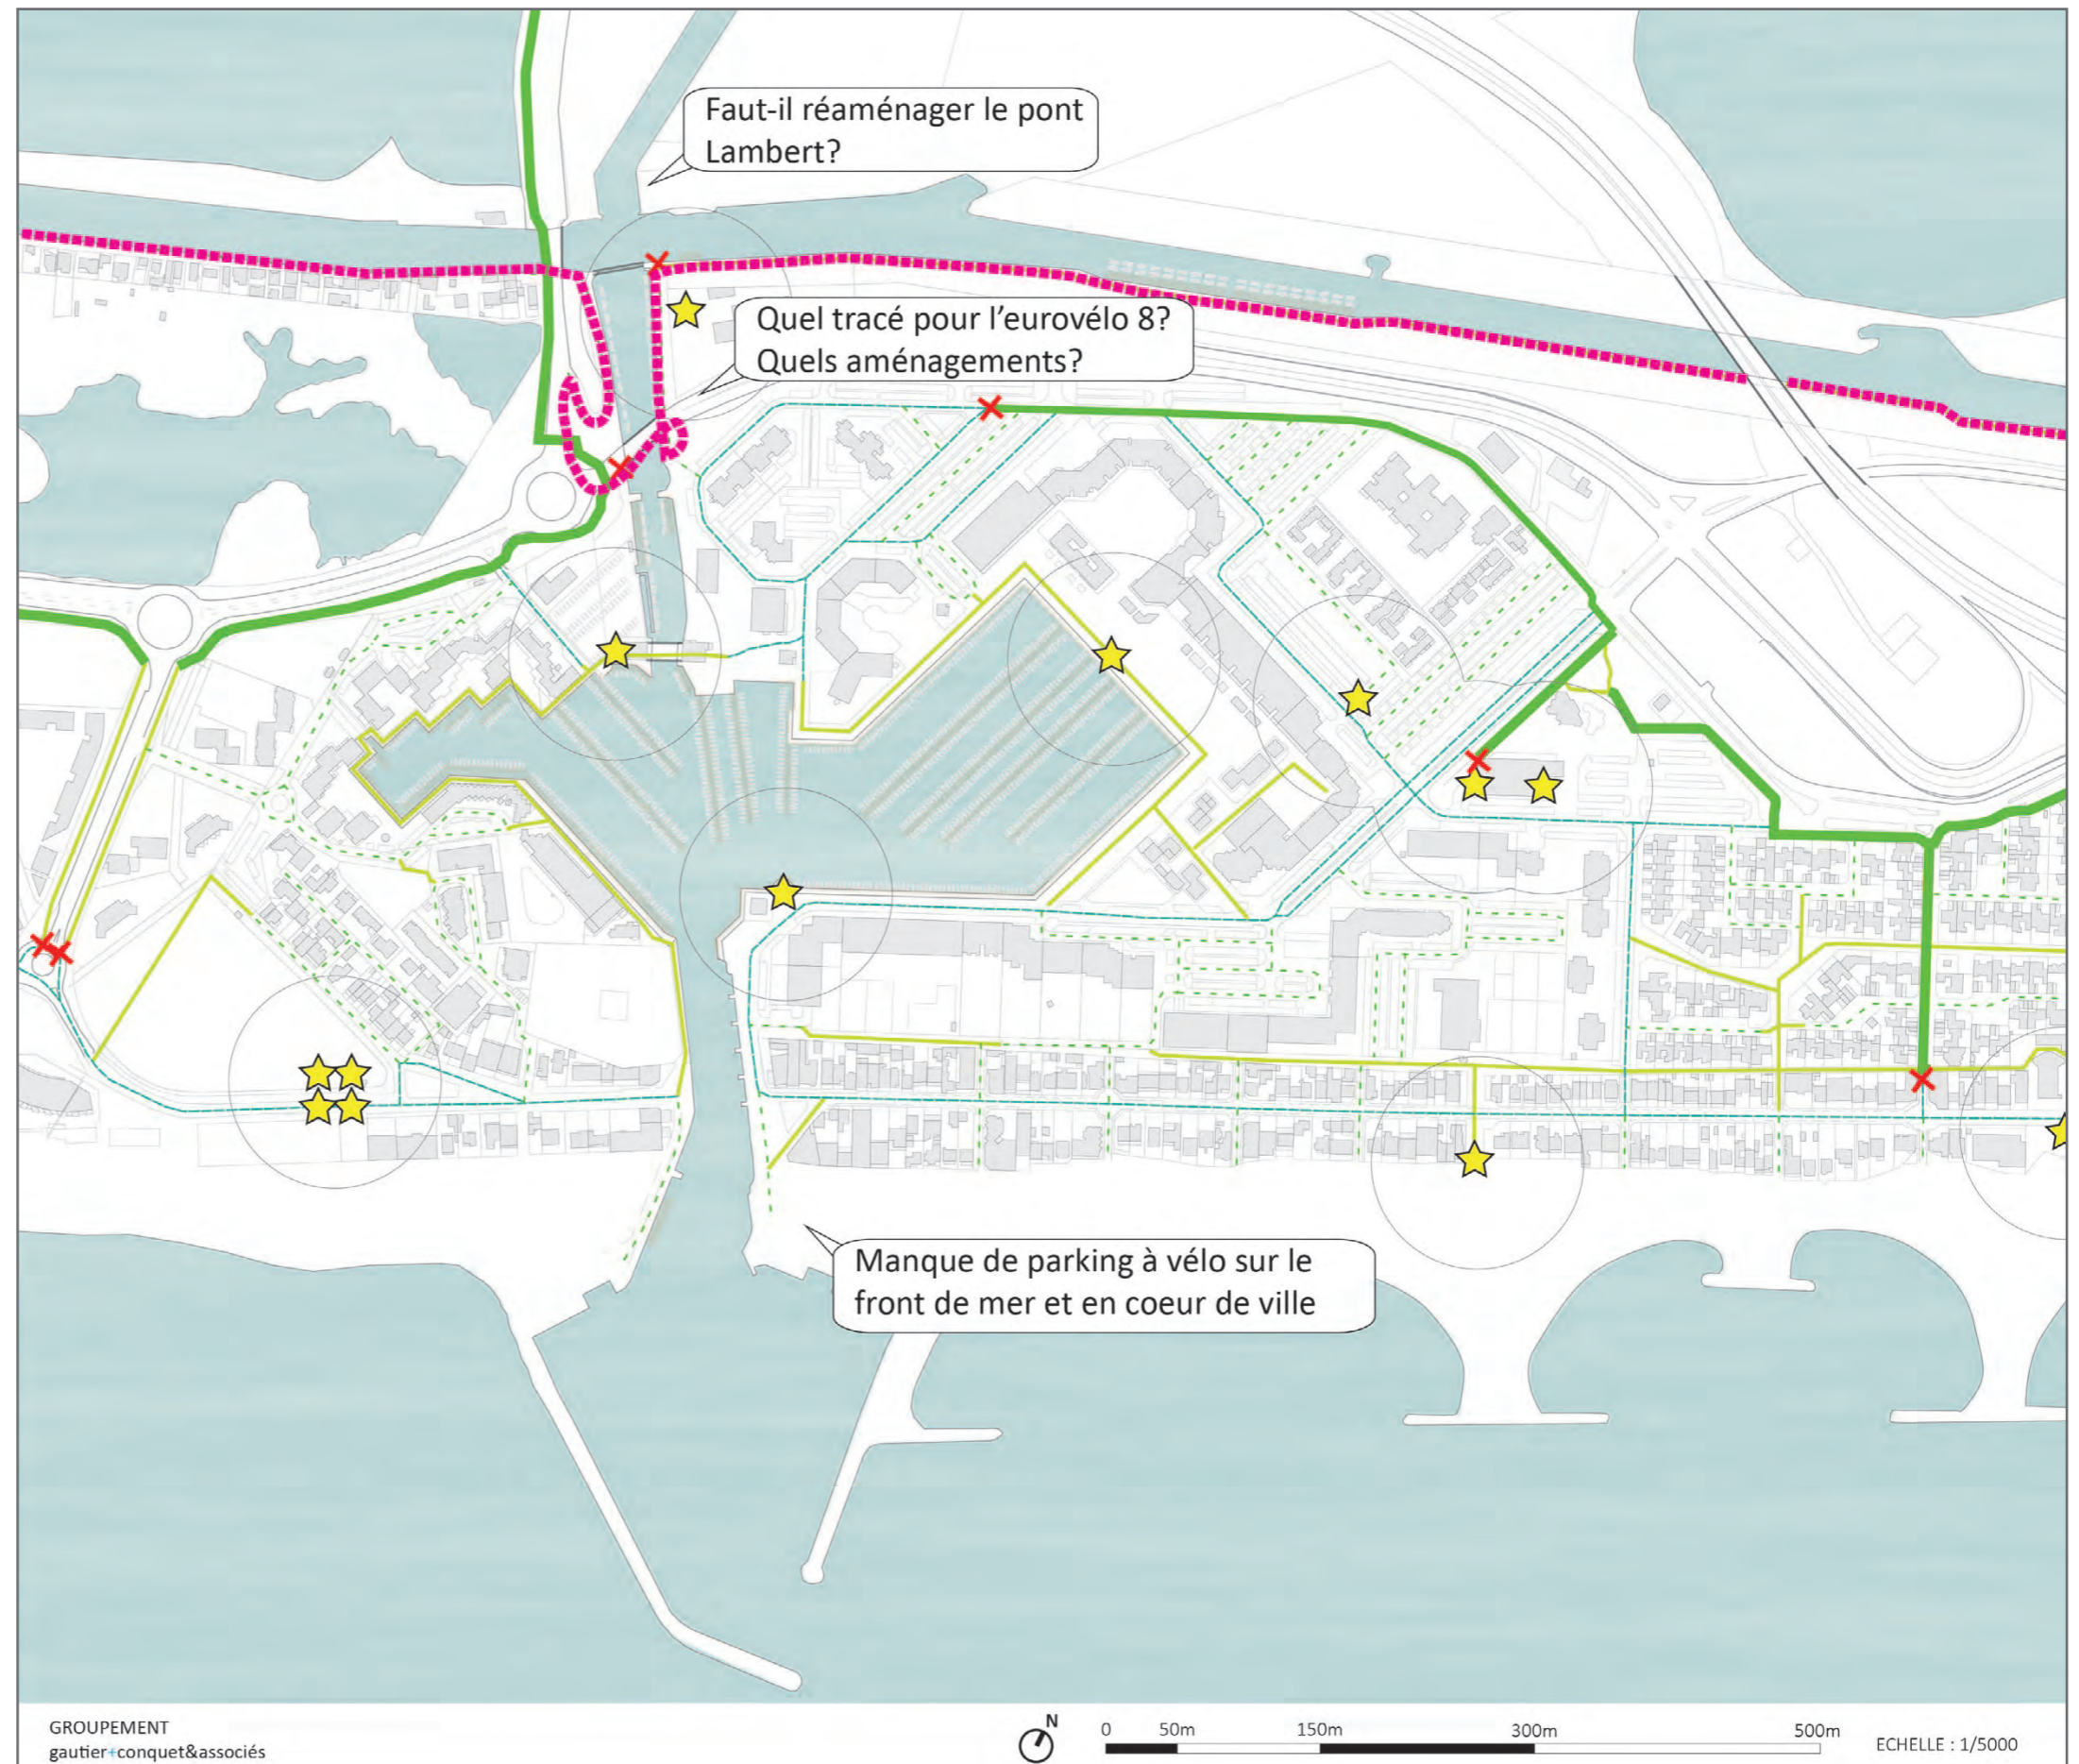 Faut-il réaménager le pont
Lambert?
Quel tracé pour l'eurovélo 8?
Quels aménagements?
Manque de parking à vélo sur le
front de mer et en coeur de ville
GROUPEMENT
gautier+conquet&associés
N
0 50m 150m 300m 500m
ECHELLE : 1/5000